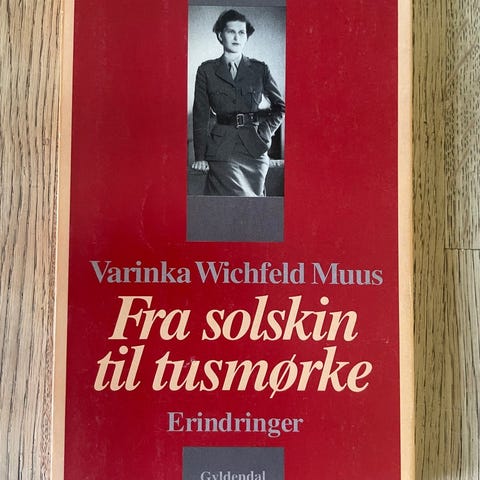 Varinka Wichfeld Muus
Fra solskin
til tusmørke
Erindringer
Gyldendal